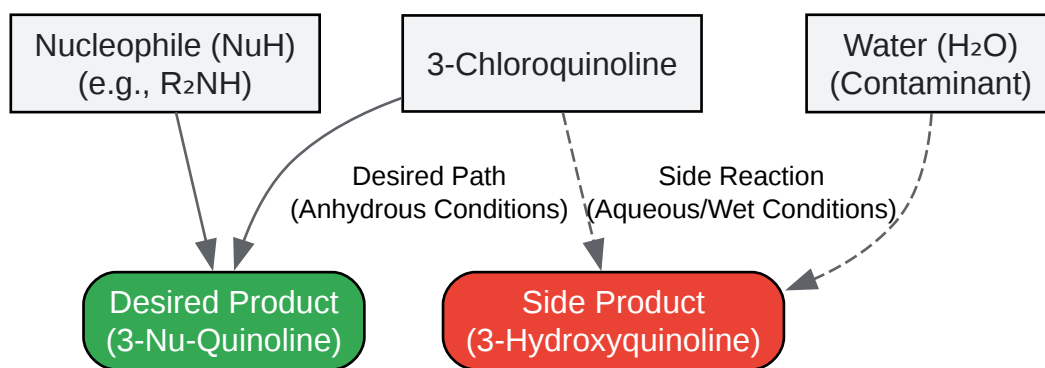 Nucleophile (NuH)
(e.g., R₂NH)
3-Chloroquinoline
Water (H₂O)
(Contaminant)
Desired Path
(Anhydrous Conditions)
Side Reaction
(Aqueous/Wet Conditions)
Desired Product
(3-Nu-Quinoline)
Side Product
(3-Hydroxyquinoline)